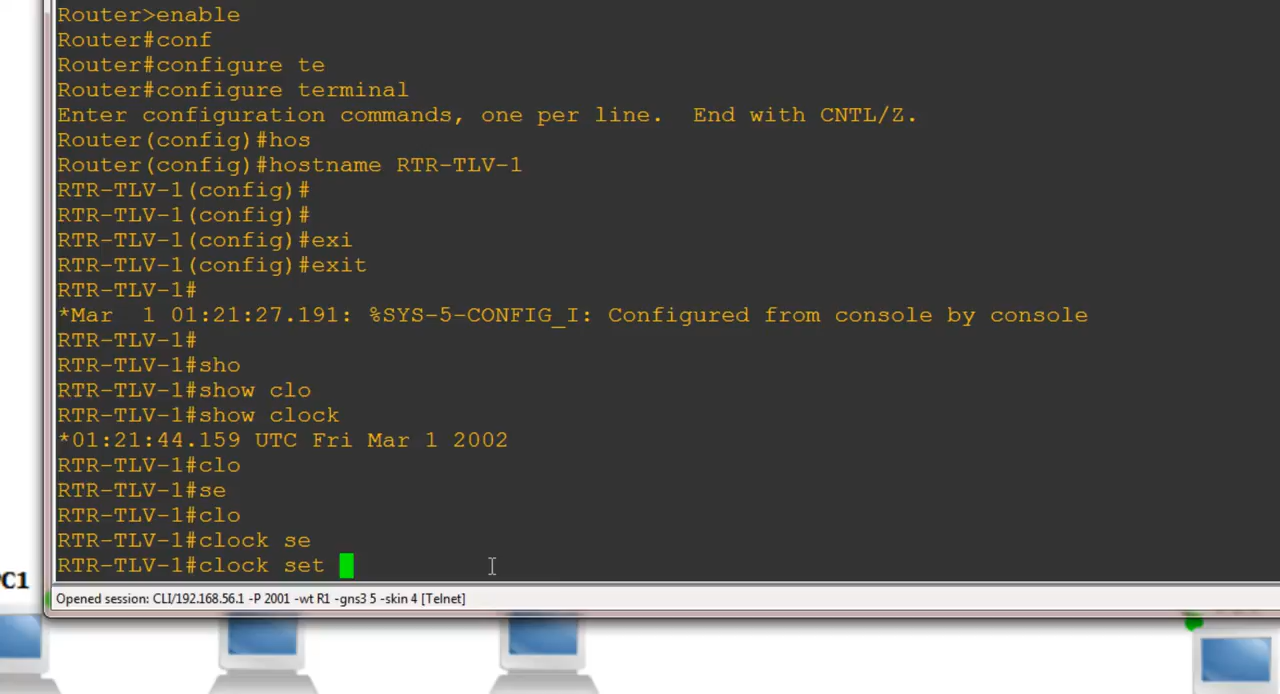 Router>enable
Router#conf
Router#configure te
Router#configure terminal
Enter configuration commands, one per line.  End with CNTL/Z.
Router(config)#hos
Router(config)#hostname RTR-TLV-1
RTR-TLV-1(config)#
RTR-TLV-1(config)#
RTR-TLV-1(config)#exi
RTR-TLV-1(config)#exit
RTR-TLV-1#
*Mar  1 01:21:27.191: %SYS-5-CONFIG_I: Configured from console by console
RTR-TLV-1#
RTR-TLV-1#sho
RTR-TLV-1#show clo
RTR-TLV-1#show clock
*01:21:44.159 UTC Fri Mar 1 2002
RTR-TLV-1#clo
RTR-TLV-1#se
RTR-TLV-1#clo
RTR-TLV-1#clock se
RTR-TLV-1#clock set
PC1
Opened session: CLI/192.168.56.1 -P 2001 -wt R1 -gns3 5 -skin 4 [Telnet]